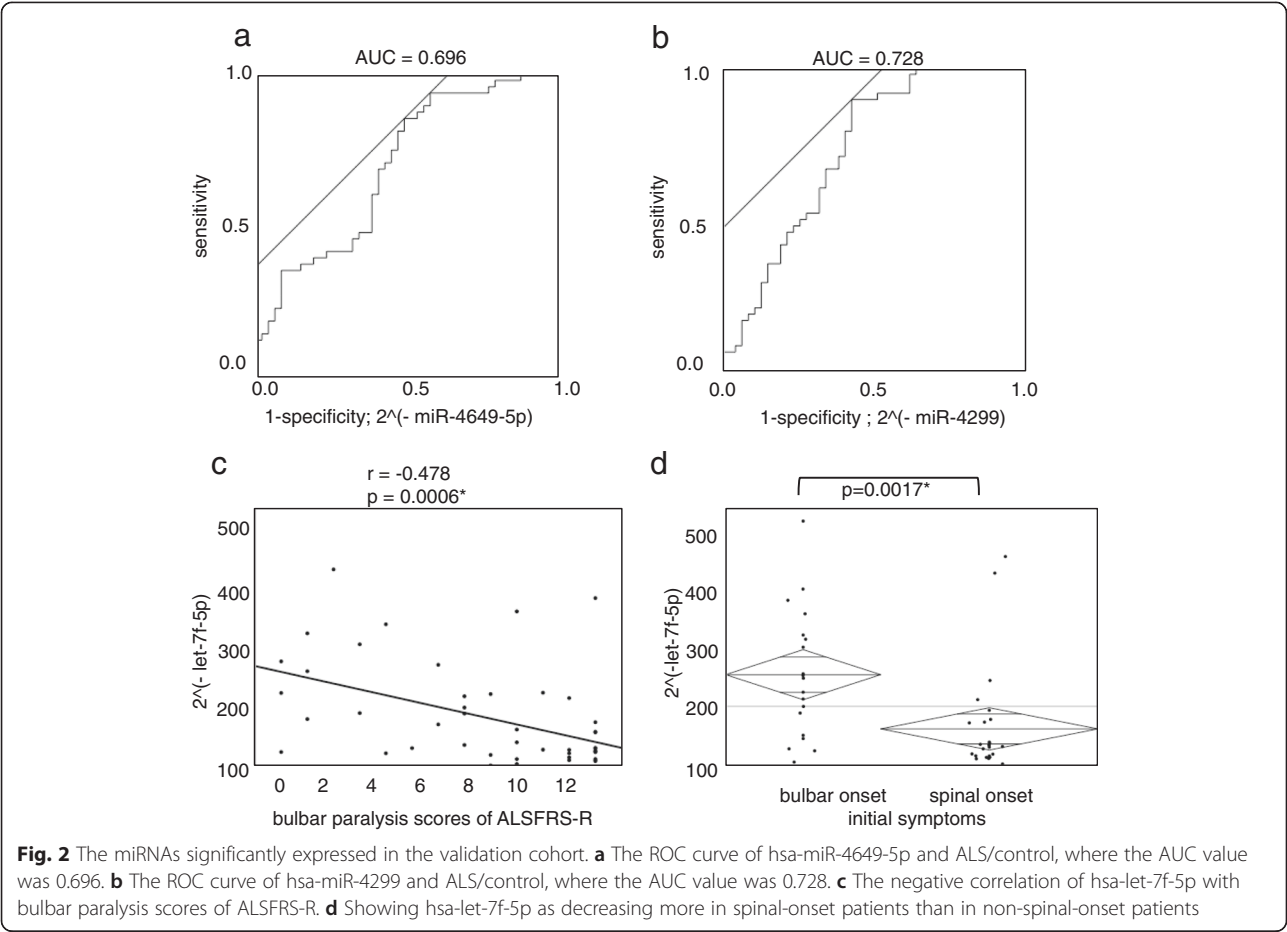 a
AUC = 0.696
1.0
0.5
0.0
sensitivity
0.0 0.5 1.0
1-specificity; 2^(- miR-4649-5p)
b
AUC = 0.728
1.0
0.5
0.0
sensitivity
0.0 0.5 1.0
1-specificity ; 2^(- miR-4299)
c
r = -0.478
p = 0.0006*
500
400
300
200
100
2^(- let-7f-5p)
0 2 4 6 8 10 12
bulbar paralysis scores of ALSFRS-R
d
p=0.0017*
500
400
300
200
100
2^(-let-7f-5p)
bulbar onset spinal onset
initial symptoms
Fig. 2 The miRNAs significantly expressed in the validation cohort. a The ROC curve of hsa-miR-4649-5p and ALS/control, where the AUC value
was 0.696. b The ROC curve of hsa-miR-4299 and ALS/control, where the AUC value was 0.728. c The negative correlation of hsa-let-7f-5p with
bulbar paralysis scores of ALSFRS-R. d Showing hsa-let-7f-5p as decreasing more in spinal-onset patients than in non-spinal-onset patients